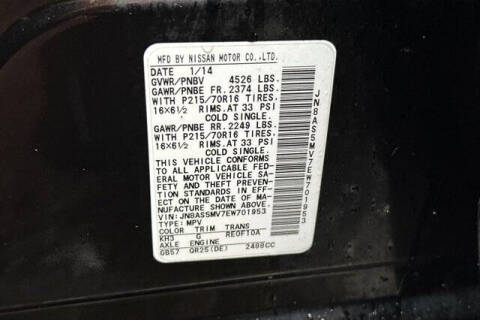 MFD BY NISSAN MOTOR CO.,LTD.
DATE 1/14
GVWR/PNBV 4526 LBS.
GAWR/PNBE FR. 2374 LBS.
WITH P215/70R16 TIRES.
16X6½ RIMS. AT 33 PSI
COLD SINGLE.
GAWR/PNBE RR. 2249 LBS.
WITH P215/70R16 TIRES.
16X6½ RIMS. AT 33 PSI
COLD SINGLE.
THIS VEHICLE CONFORMS
TO ALL APPLICABLE FED-
ERAL MOTOR VEHICLE SA-
FETY AND THEFT PREVEN-
TION STANDARDS IN EFF-
ECT ON THE DATE OF MA-
NUFACTURE SHOWN ABOVE.
VIN:JN8AS5MV7EW701953
TYPE: MPV
COLOR TRIM TRANS
KH3 G RE0F10A
AXLE ENGINE
GB57 QR25(DE) 2488CC
JN8AS5MV7EW701953